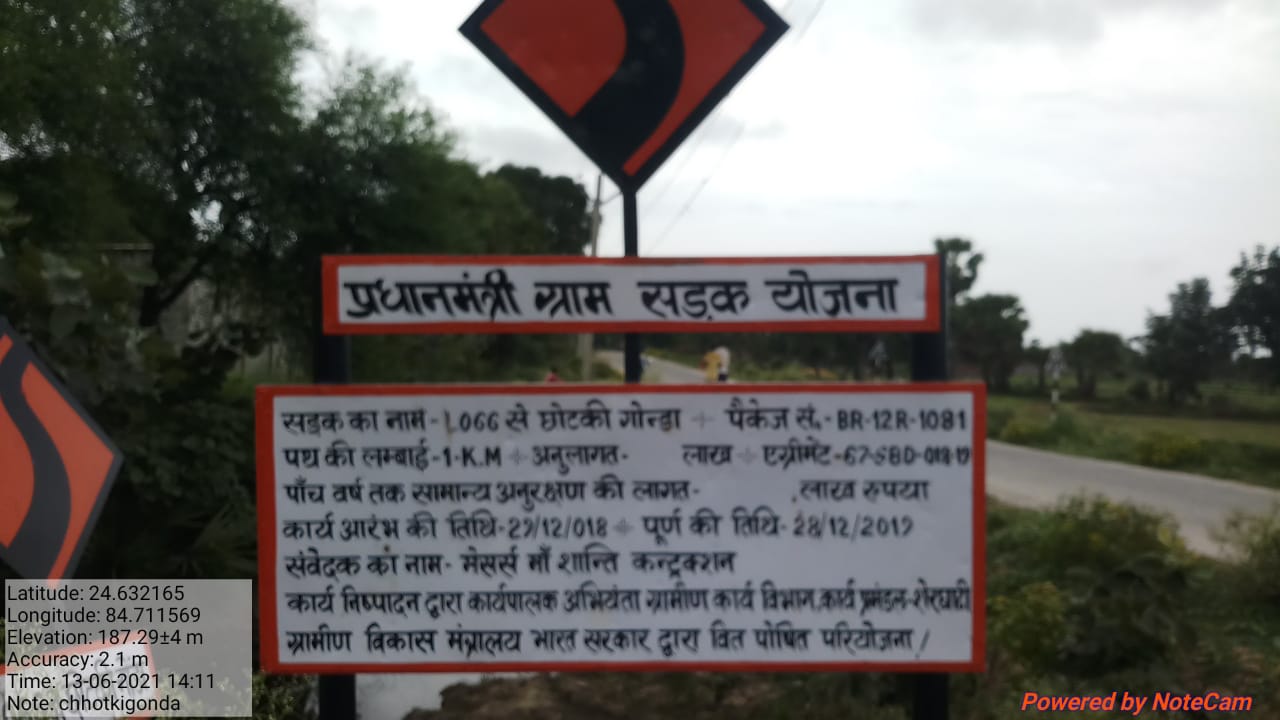 प्रधानमंत्री ग्राम सड़क योजना
सड़क का नाम- L066 से छोटकी गोन्डा + पैकेज सं.- BR-12R-1081
पथ की लम्बाई-1-K.M + अनुलागत- लाख + एग्रीमेंट-67-SBD-018-19
पाँच वर्ष तक सामान्य अनुरक्षण की लागत- लाख रुपया
कार्य आरंभ की तिथि-29/12/018 + पूर्ण की तिथि-28/12/2019
संवेदक का नाम- मेसर्स माँ शान्ति कन्ट्रक्शन
कार्य निष्पादन द्वारा कार्यपालक अभियंता ग्रामीण कार्य विभाग, कार्य प्रमंडल-शेरघाटी
ग्रामीण विकास मंत्रालय भारत सरकार द्वारा वित पोषित परियोजना/
Latitude: 24.632165
Longitude: 84.711569
Elevation: 187.29±4 m
Accuracy: 2.1 m
Time: 13-06-2021 14:11
Note: chhotkigonda
Powered by NoteCam